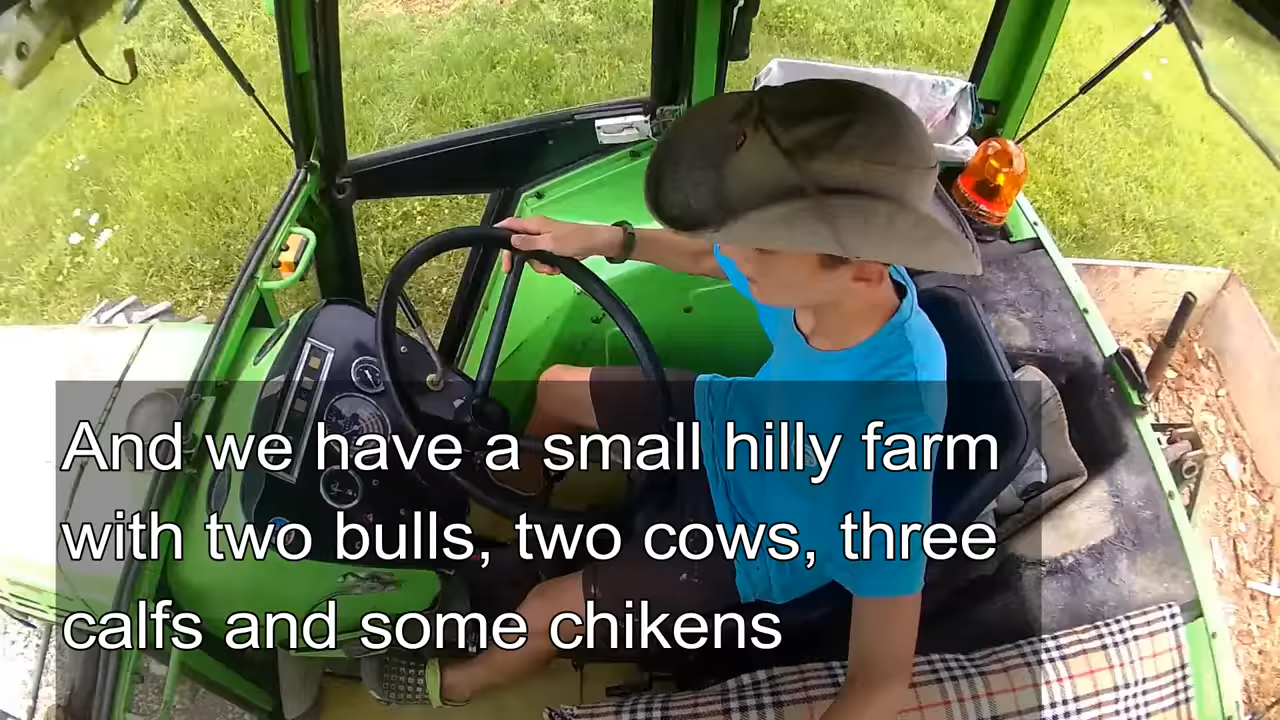 And we have a small hilly farm
with two bulls, two cows, three
calfs and some chikens